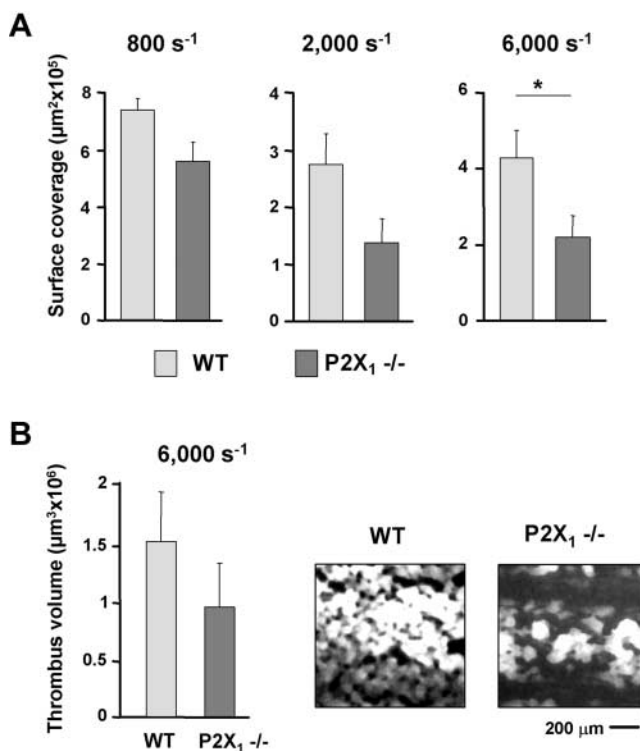 A
800 s⁻¹ 2,000 s⁻¹ 6,000 s⁻¹
Surface coverage (µm²x10⁵)
8
6
4
2
0
4
3
2
1
0
6
4
2
0
*
WT P2X₁ -/-
B
6,000 s⁻¹
Thrombus volume (µm³x10⁶)
2
1.5
1
0.5
0
WT P2X₁ -/-
WT P2X₁ -/-
200 µm